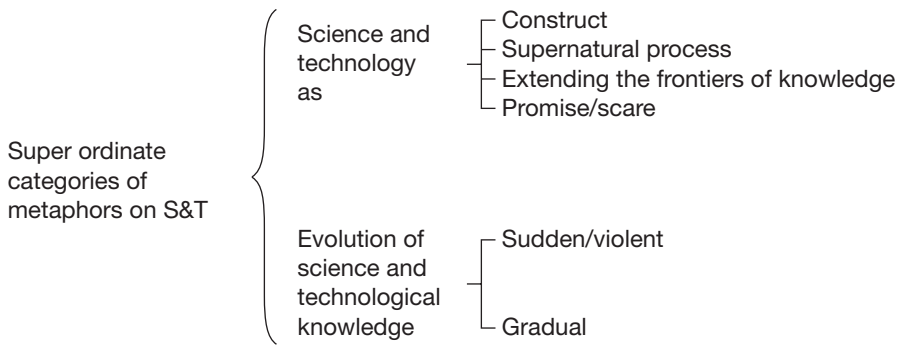 Super ordinate
categories of
metaphors on S&T
Science and
technology
as
Construct
Supernatural process
Extending the frontiers of knowledge
Promise/scare
Evolution of
science and
technological
knowledge
Sudden/violent
Gradual